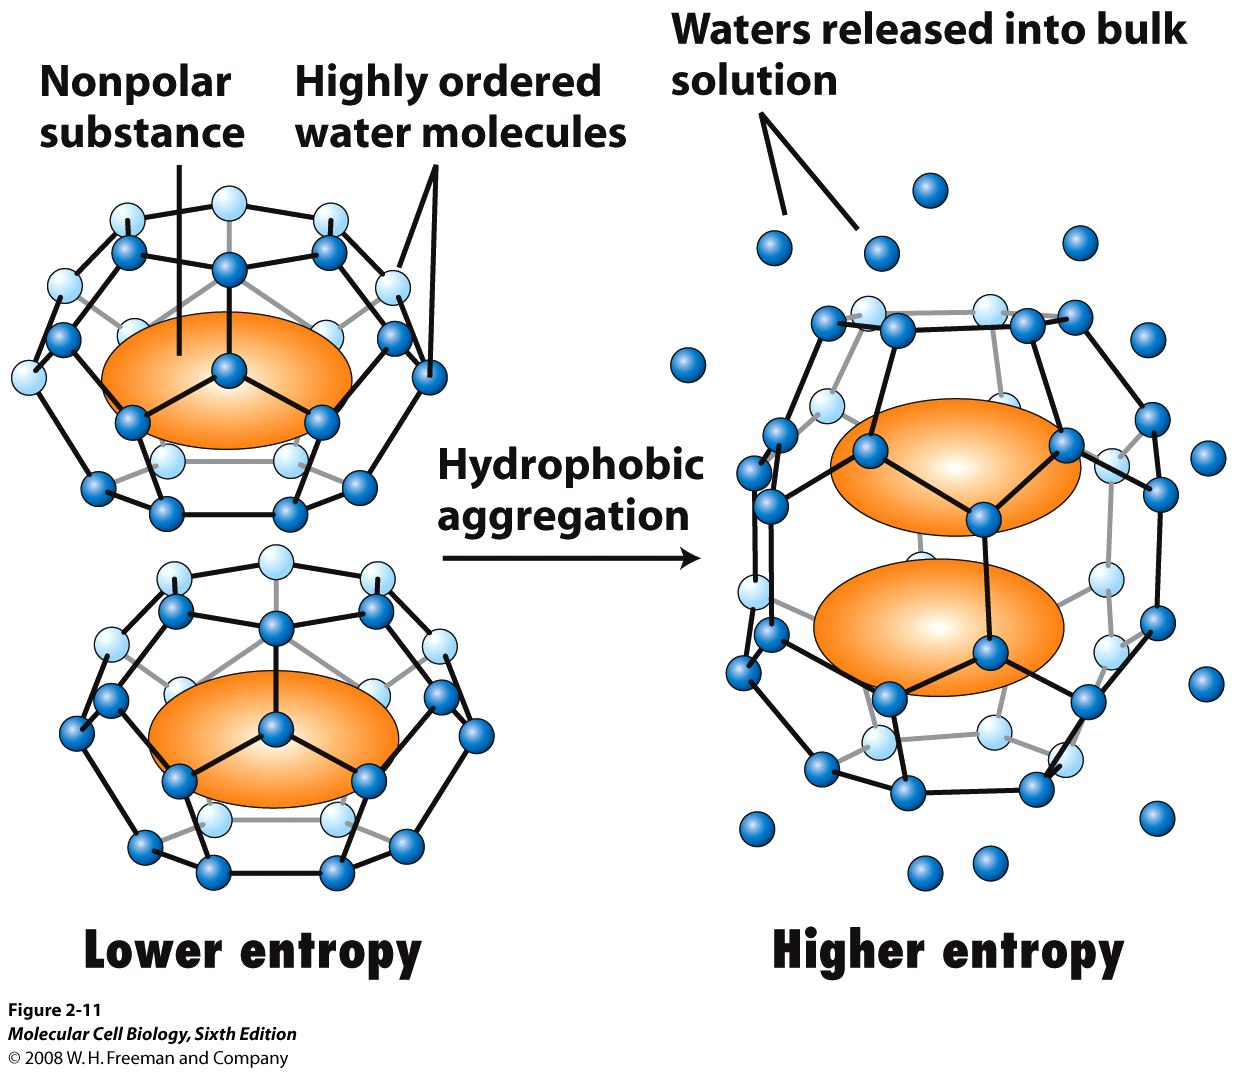 Nonpolar
substance
Highly ordered
water molecules
Waters released into bulk
solution
Hydrophobic
aggregation
Lower entropy
Higher entropy
Figure 2-11
Molecular Cell Biology, Sixth Edition
© 2008 W. H. Freeman and Company